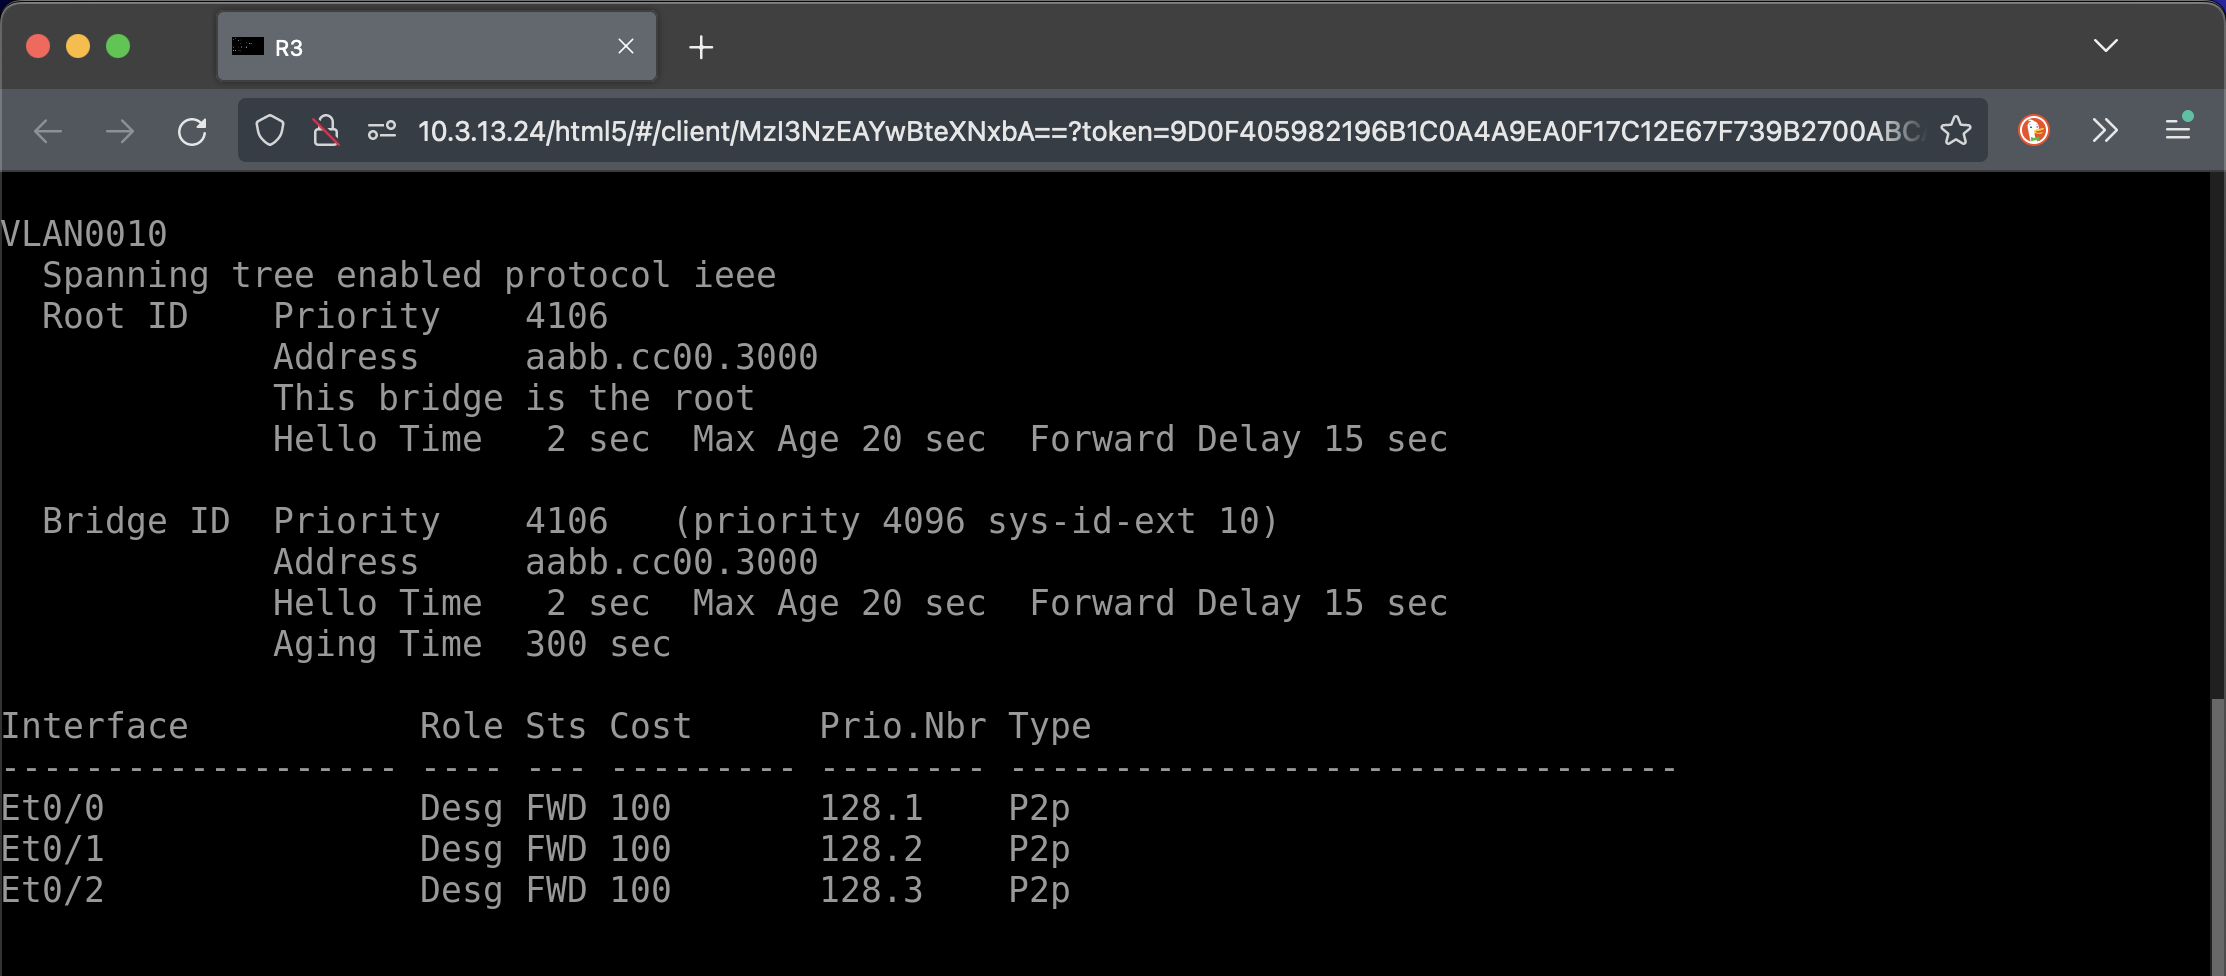 R3
10.3.13.24/html5/#/client/MzI3NzEAYwBteXNxbA==?token=9D0F405982196B1C0A4A9EA0F17C12E67F739B2700ABCA
VLAN0010
  Spanning tree enabled protocol ieee
  Root ID    Priority    4106
             Address     aabb.cc00.3000
             This bridge is the root
             Hello Time   2 sec  Max Age 20 sec  Forward Delay 15 sec
  Bridge ID  Priority    4106   (priority 4096 sys-id-ext 10)
             Address     aabb.cc00.3000
             Hello Time   2 sec  Max Age 20 sec  Forward Delay 15 sec
             Aging Time  300 sec
Interface           Role Sts Cost      Prio.Nbr Type
------------------- ---- --- --------- -------- --------------------------------
Et0/0               Desg FWD 100       128.1    P2p
Et0/1               Desg FWD 100       128.2    P2p
Et0/2               Desg FWD 100       128.3    P2p